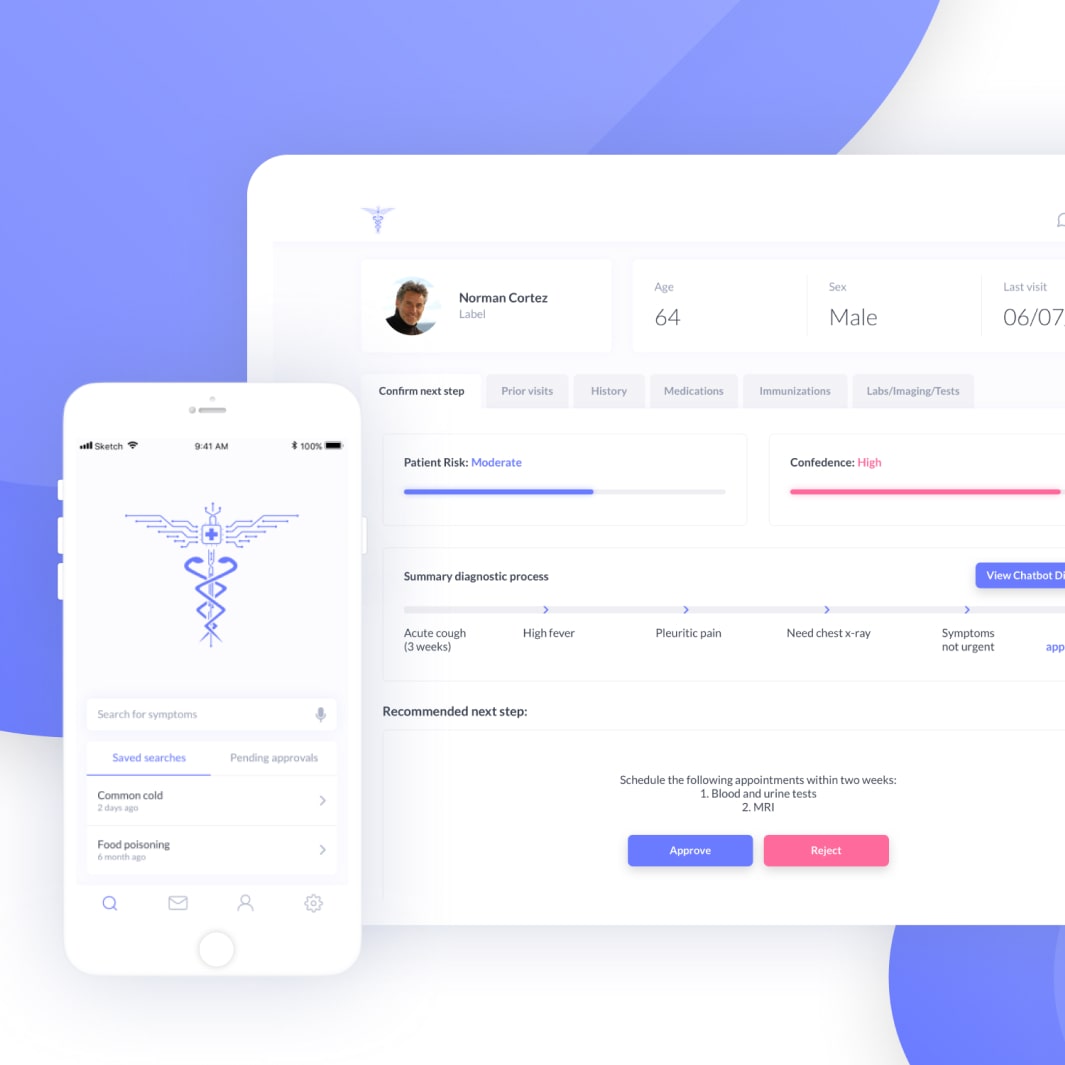 Norman Cortez
Label
Age
64
Sex
Male
Last visit
06/07
Confirm next step
Prior visits
History
Medications
Immunizations
Labs/Imaging/Tests
Patient Risk: Moderate
Confedence: High
Summary diagnostic process
View Chatbot Di
Acute cough
(3 weeks)
High fever
Pleuritic pain
Need chest x-ray
Symptoms
not urgent
app
Recommended next step:
Schedule the following appointments within two weeks:
1. Blood and urine tests
2. MRI
Approve
Reject
Sketch
9:41 AM
100%
Search for symptoms
Saved searches
Pending approvals
Common cold
2 days ago
Food poisoning
6 month ago